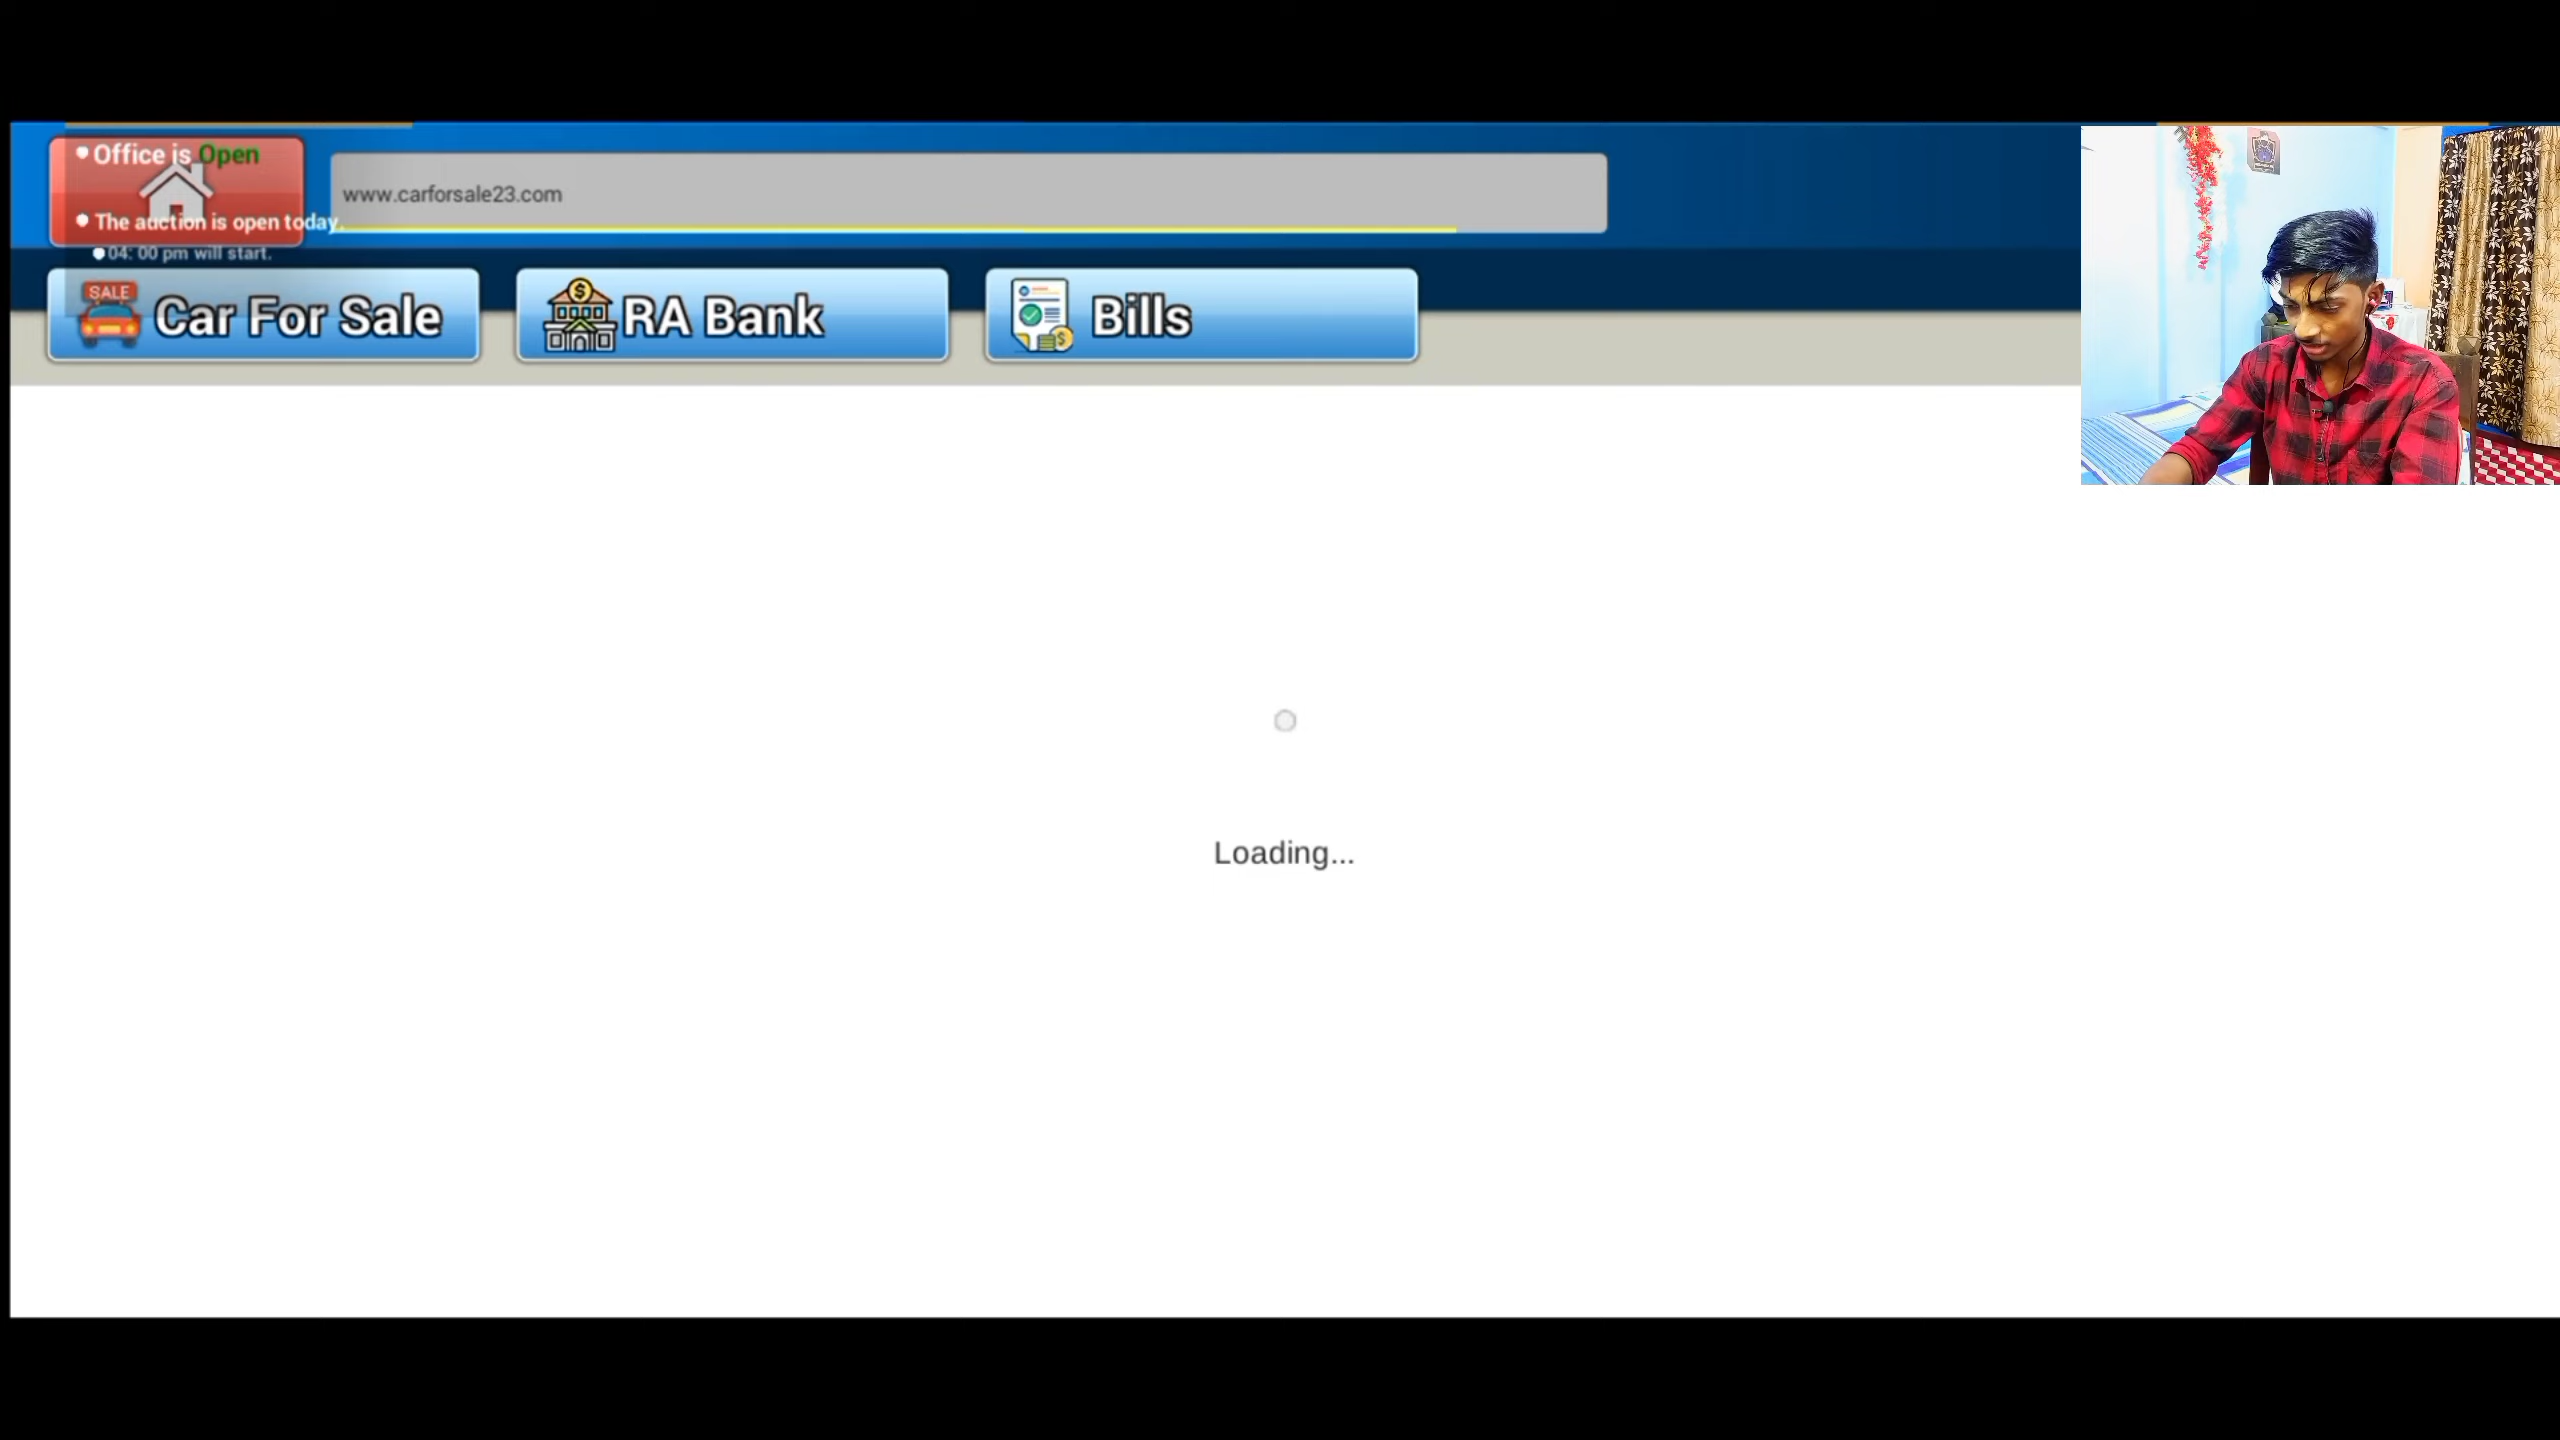 Office is Open
www.carforsale23.com
The auction is open today.
04: 00 pm will start.
SALE
Car For Sale
RA Bank
Bills
Loading...